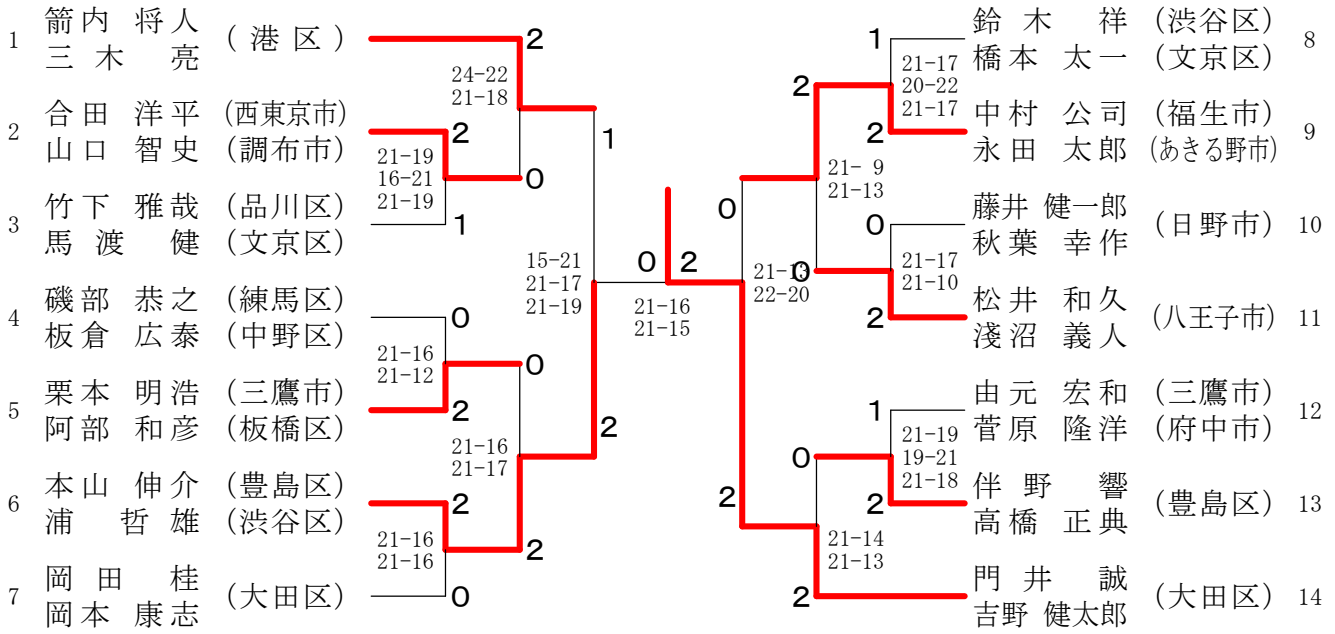 1 箭内 将人 (港区)
三木 亮
2
24-22
21-18
2 合田 洋平 (西東京市)
山口 智史 (調布市)
2
21-19
16-21
21-19
0
3 竹下 雅哉 (品川区)
馬渡 健 (文京区)
1
1
15-21
21-17
21-19
4 磯部 恭之 (練馬区)
板倉 広泰 (中野区)
0
21-16
21-12
0
5 栗本 明浩 (三鷹市)
阿部 和彦 (板橋区)
2
21-16
21-17
2
6 本山 伸介 (豊島区)
浦 哲雄 (渋谷区)
2
21-16
21-16
2
7 岡田 桂 (大田区)
岡本 康志
0
0 2
21-16
21-15
鈴木 祥 (渋谷区) 8
橋本 太一 (文京区)
1
21-17
20-22
21-17
2
中村 公司 (福生市) 9
永田 太郎 (あきる野市)
2
21- 9
21-13
0
藤井 健一郎 (日野市) 10
秋葉 幸作
0
21-17
21-10
0
21-13
22-20
松井 和久 (八王子市) 11
淺沼 義人
2
由元 宏和 (三鷹市) 12
菅原 隆洋 (府中市)
1
21-19
19-21
21-18
0
伴野 響 (豊島区) 13
高橋 正典
2
2
21-14
21-13
門井 誠 (大田区) 14
吉野 健太郎
2